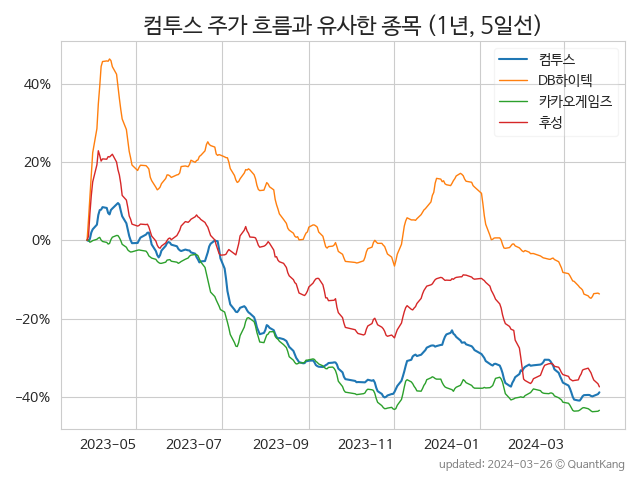 컴투스 주가 흐름과 유사한 종목 (1년, 5일선)
컴투스
DB하이텍
카카오게임즈
후성
40%
20%
0%
−20%
−40%
2023-05
2023-07
2023-09
2023-11
2024-01
2024-03
updated: 2024-03-26 © QuantKang